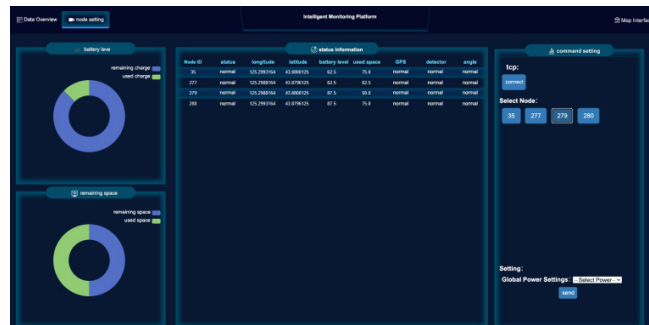 Data Overview
node setting
Intelligent Monitoring Platform
Map Interfac
battery leve
remaining charge
used charge
remaining space
remaining space
used space
status information
Node ID status longitude latitude battery level used space GPS detector angle
35 normal 125.2993164 43.8000125 62.5 75.0 normal normal normal
277 normal 125.2988164 43.8796125 62.5 62.5 normal normal normal
279 normal 125.2988164 43.8000125 87.5 50.0 normal normal normal
280 normal 125.2993164 43.8796125 87.5 75.0 normal normal normal
command setting
tcp:
connect
Select Node:
35 277 279 280
Setting:
Global Power Settings: --Select Power--
send